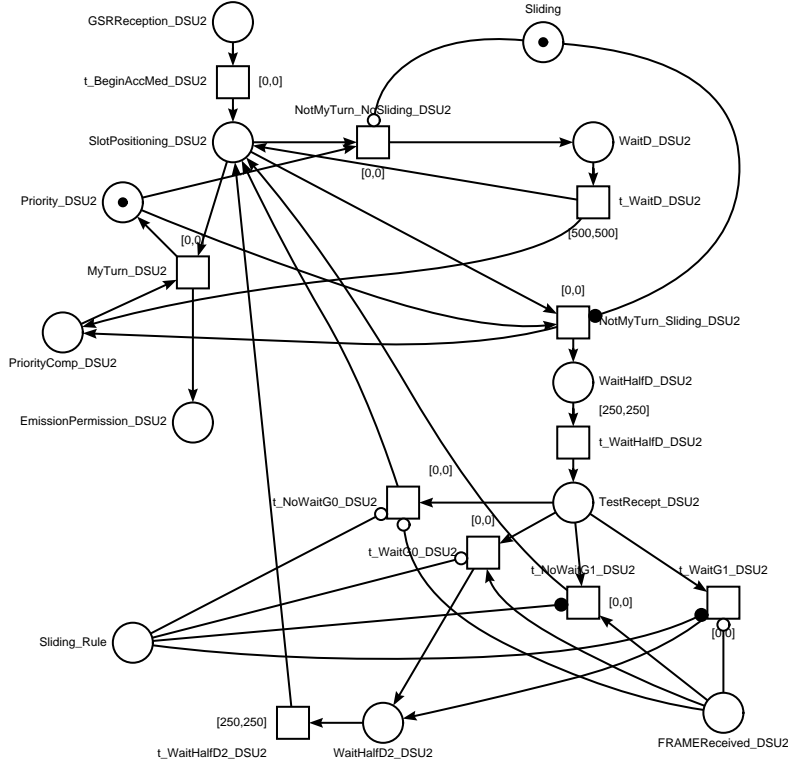 Sliding
GSRReception_DSU2
t_BeginAccMed_DSU2
[0,0]
NotMyTurn_NoSliding_DSU2
SlotPositioning_DSU2
WaitD_DSU2
[0,0]
Priority_DSU2
t_WaitD_DSU2
[500,500]
[0,0]
MyTurn_DSU2
[0,0]
NotMyTurn_Sliding_DSU2
PriorityComp_DSU2
WaitHalfD_DSU2
[250,250]
EmissionPermission_DSU2
t_WaitHalfD_DSU2
[0,0]
t_NoWaitG0_DSU2
TestRecept_DSU2
[0,0]
t_WaitG0_DSU2
t_NoWaitG1_DSU2
t_WaitG1_DSU2
[0,0]
[0,0]
Sliding_Rule
[250,250]
t_WaitHalfD2_DSU2
WaitHalfD2_DSU2
FRAMEReceived_DSU2